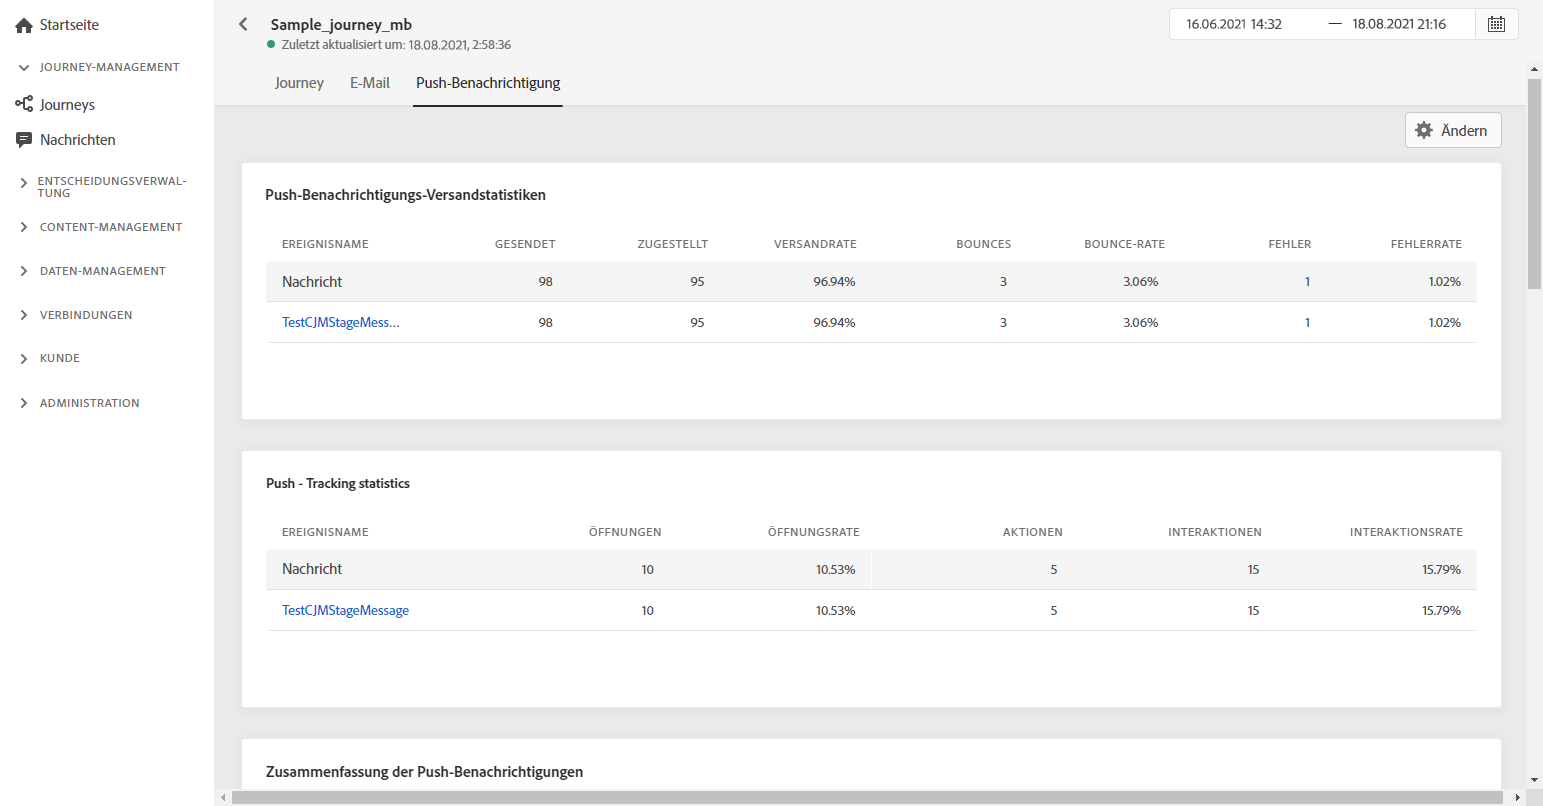 Startseite
JOURNEY-MANAGEMENT
Journeys
Nachrichten
ENTSCHEIDUNGSVERWAL-
TUNG
CONTENT-MANAGEMENT
DATEN-MANAGEMENT
VERBINDUNGEN
KUNDE
ADMINISTRATION
Sample_journey_mb
Zuletzt aktualisiert um: 18.08.2021, 2:58:36
16.06.2021 14:32 — 18.08.2021 21:16
Journey E-Mail Push-Benachrichtigung
Ändern
Push-Benachrichtigungs-Versandstatistiken
EREIGNISNAME GESENDET ZUGESTELLT VERSANDRATE BOUNCES BOUNCE-RATE FEHLER FEHLERRATE
Nachricht 98 95 96.94% 3 3.06% 1 1.02%
TestCJMStageMess... 98 95 96.94% 3 3.06% 1 1.02%
Push - Tracking statistics
EREIGNISNAME ÖFFNUNGEN ÖFFNUNGSRATE AKTIONEN INTERAKTIONEN INTERAKTIONSRATE
Nachricht 10 10.53% 5 15 15.79%
TestCJMStageMessage 10 10.53% 5 15 15.79%
Zusammenfassung der Push-Benachrichtigungen